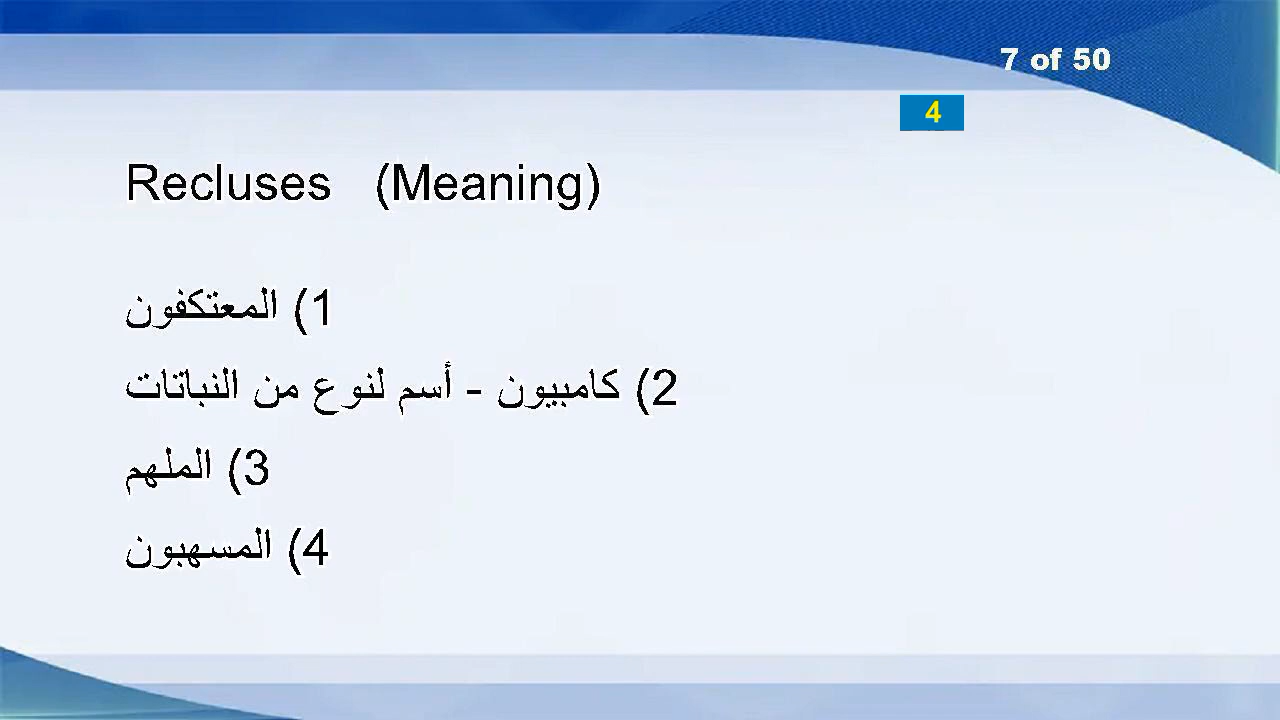 7 of 50
4
Recluses (Meaning)
1) المعتكفون
2) كامبيون - أسم لنوع من النباتات
3) الملهم
4) المسهبون